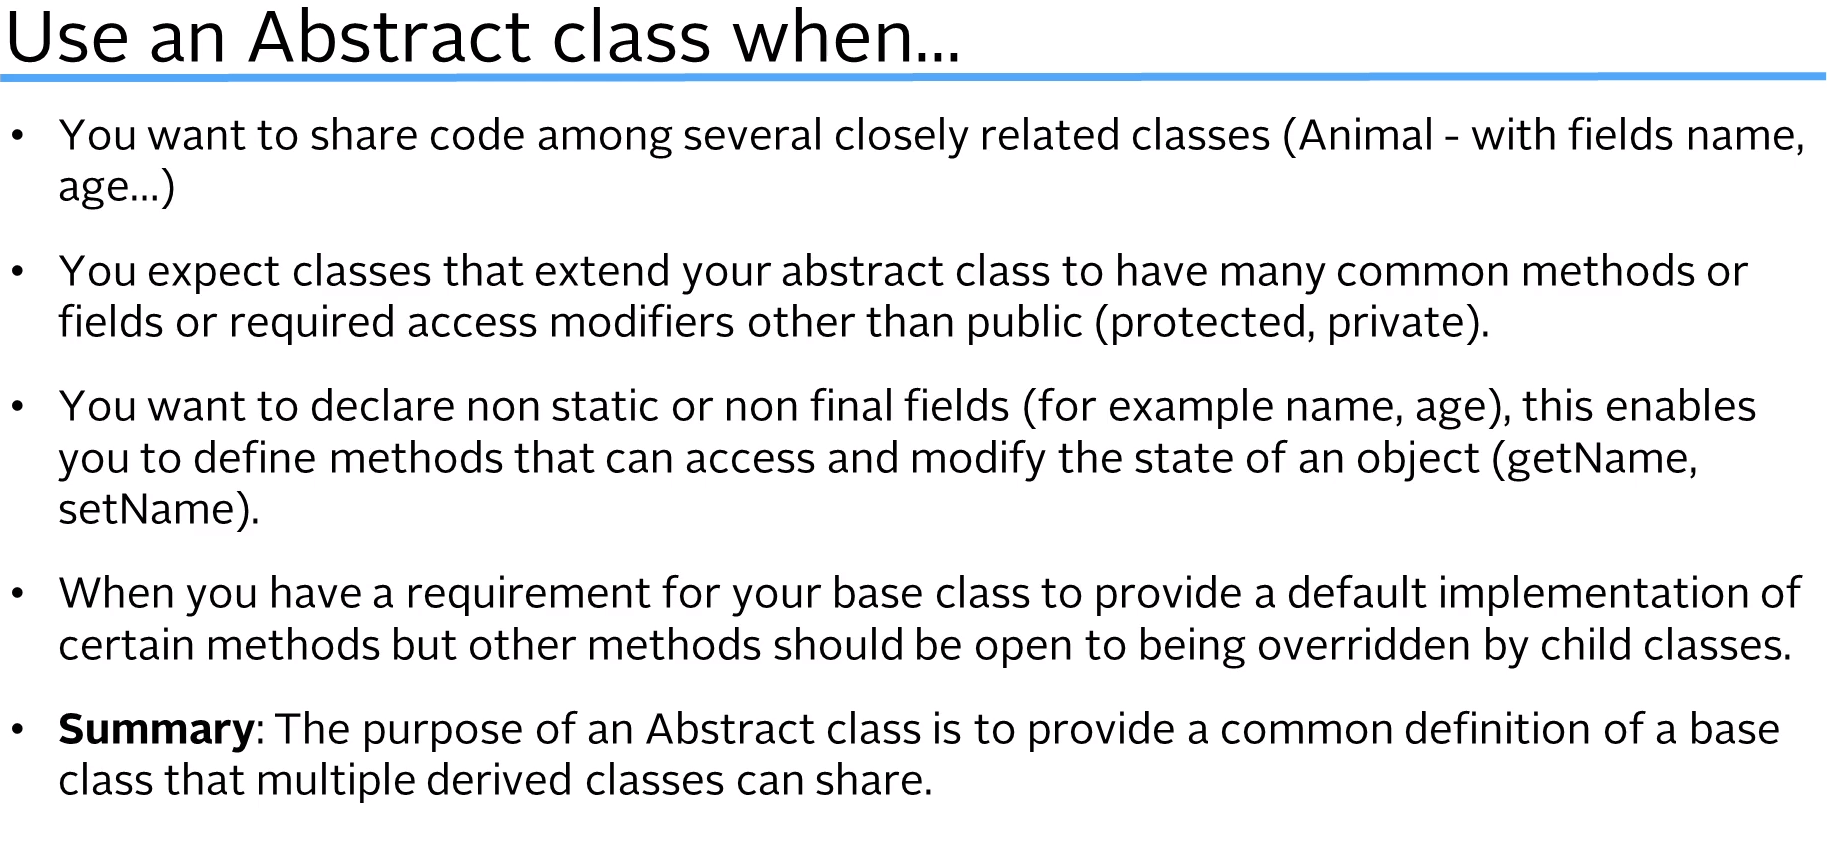 Use an Abstract class when...
• You want to share code among several closely related classes (Animal - with fields name,
age...)
• You expect classes that extend your abstract class to have many common methods or
fields or required access modifiers other than public (protected, private).
• You want to declare non static or non final fields (for example name, age), this enables
you to define methods that can access and modify the state of an object (getName,
setName).
• When you have a requirement for your base class to provide a default implementation of
certain methods but other methods should be open to being overridden by child classes.
• Summary: The purpose of an Abstract class is to provide a common definition of a base
class that multiple derived classes can share.